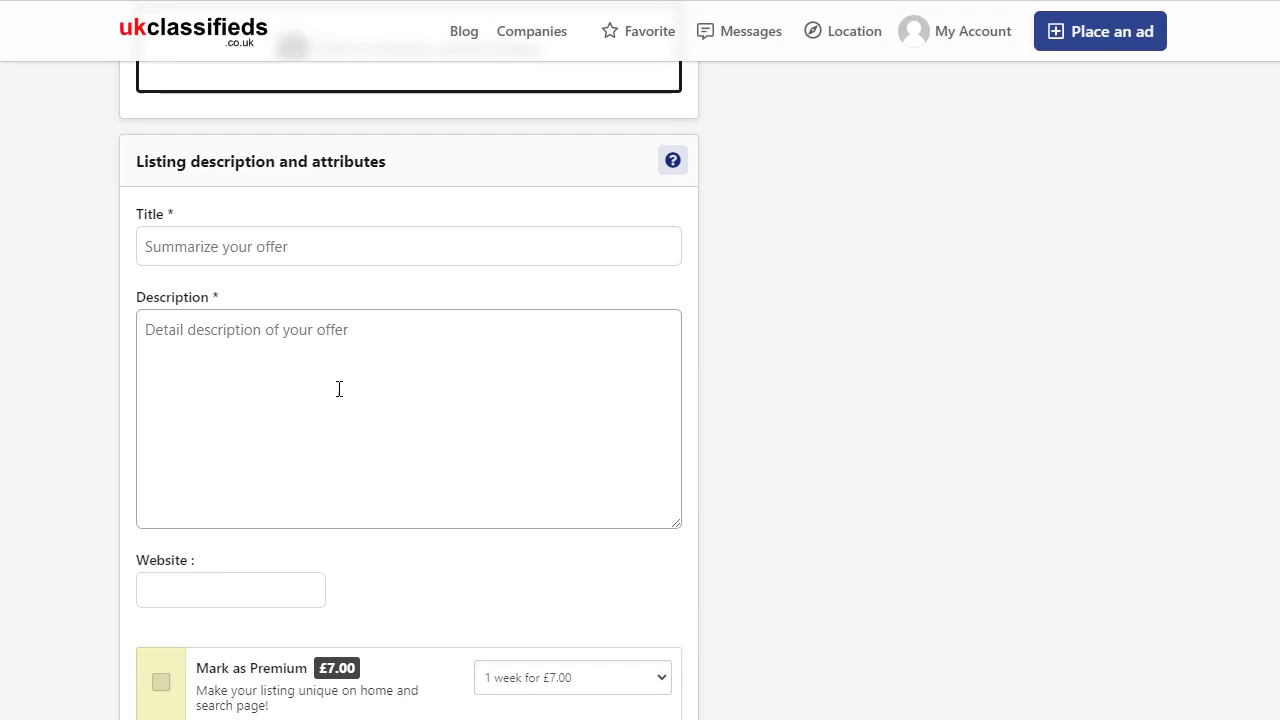 ukclassifieds
.co.uk
Blog
Companies
Favorite
Messages
Location
My Account
Place an ad
Listing description and attributes
?
Title *
Summarize your offer
Description *
Detail description of your offer
Website :
Mark as Premium £7.00
Make your listing unique on home and
search page!
1 week for £7.00